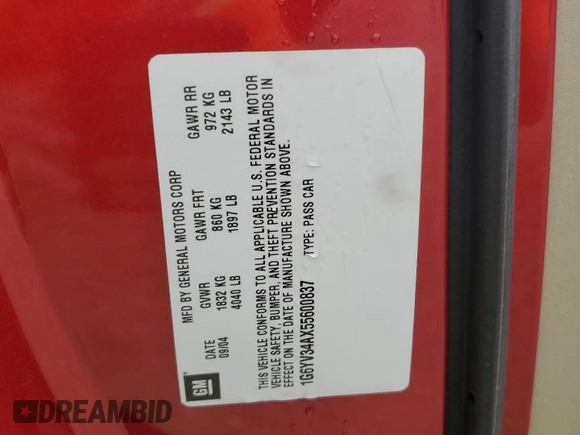 GM
MFD BY GENERAL MOTORS CORP
DATE GVWR GAWR FRT GAWR RR
09/04 1832 KG 860 KG 972 KG
4040 LB 1897 LB 2143 LB
THIS VEHICLE CONFORMS TO ALL APPLICABLE U.S. FEDERAL MOTOR
VEHICLE SAFETY, BUMPER, AND THEFT PREVENTION STANDARDS IN
EFFECT ON THE DATE OF MANUFACTURE SHOWN ABOVE.
1G6YV34AX55600837 TYPE: PASS CAR
DREAMBID